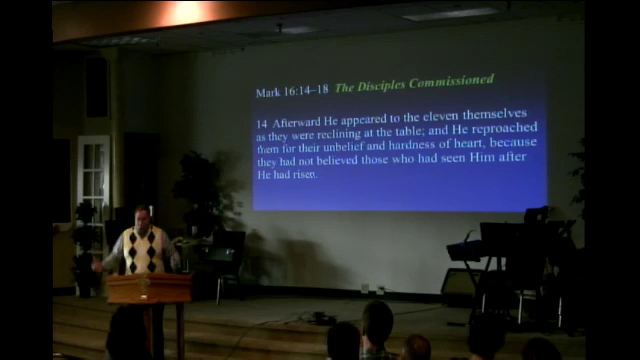 Mark 16:14–18 The Disciples Commissioned
14 Afterward He appeared to the eleven themselves
as they were reclining at the table; and He reproached
them for their unbelief and hardness of heart, because
they had not believed those who had seen Him after
He had risen.